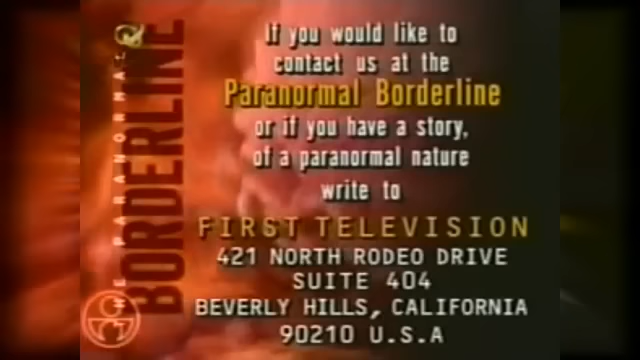 THE PARANORMAL
BORDERLINE
If you would like to
contact us at the
Paranormal Borderline
or if you have a story,
of a paranormal nature
write to
FIRST TELEVISION
421 NORTH RODEO DRIVE
SUITE 404
BEVERLY HILLS, CALIFORNIA
90210 U.S.A